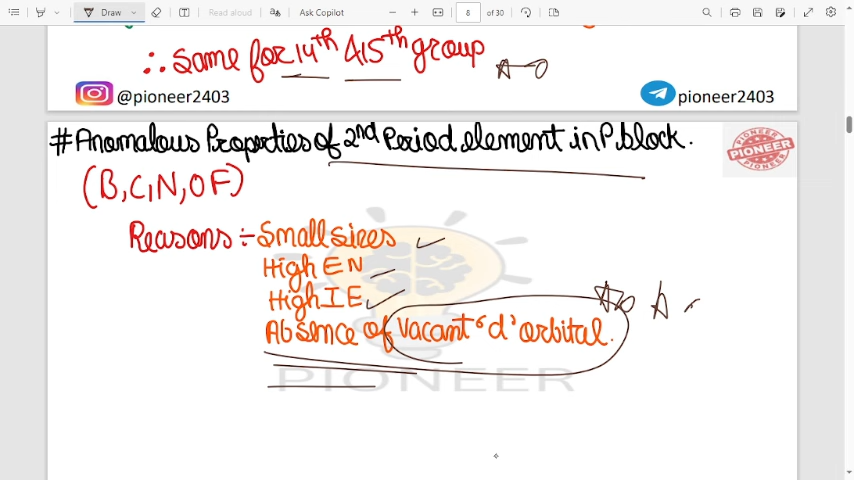 Draw
Read aloud
Ask Copilot
8
of 30
∴ Same for 14th & 15th group
@pioneer2403
pioneer2403
# Anomalous Properties of 2nd Period element in P block.
PIONEER
(B, C, N, O F)
Reasons :- Small sizes
High EN
High IE
Absence of vacant 'd' orbital.
PIONEER